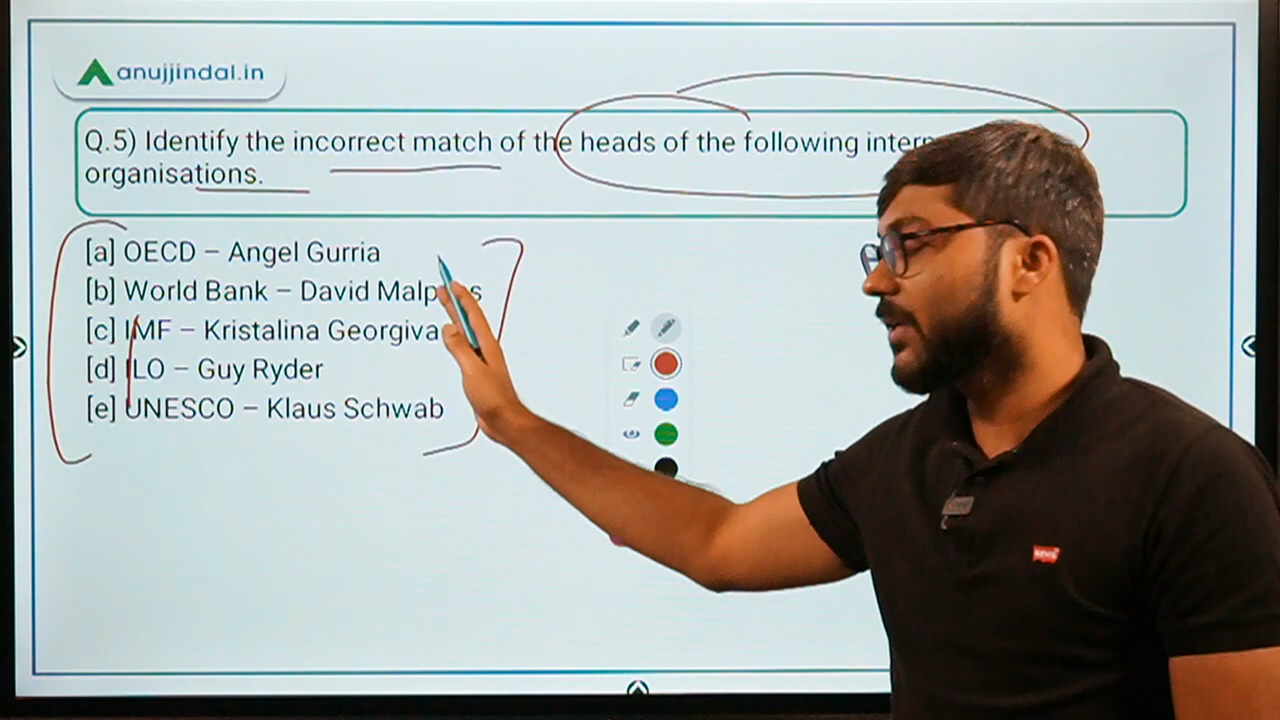 anujjindal.in
Q.5) Identify the incorrect match of the heads of the following
organisations.
[a] OECD – Angel Gurria
[b] World Bank – David
[c] IMF – Kristalina Georgiva
[d] ILO – Guy Ryder
[e] UNESCO – Klaus Schwab
Levi's